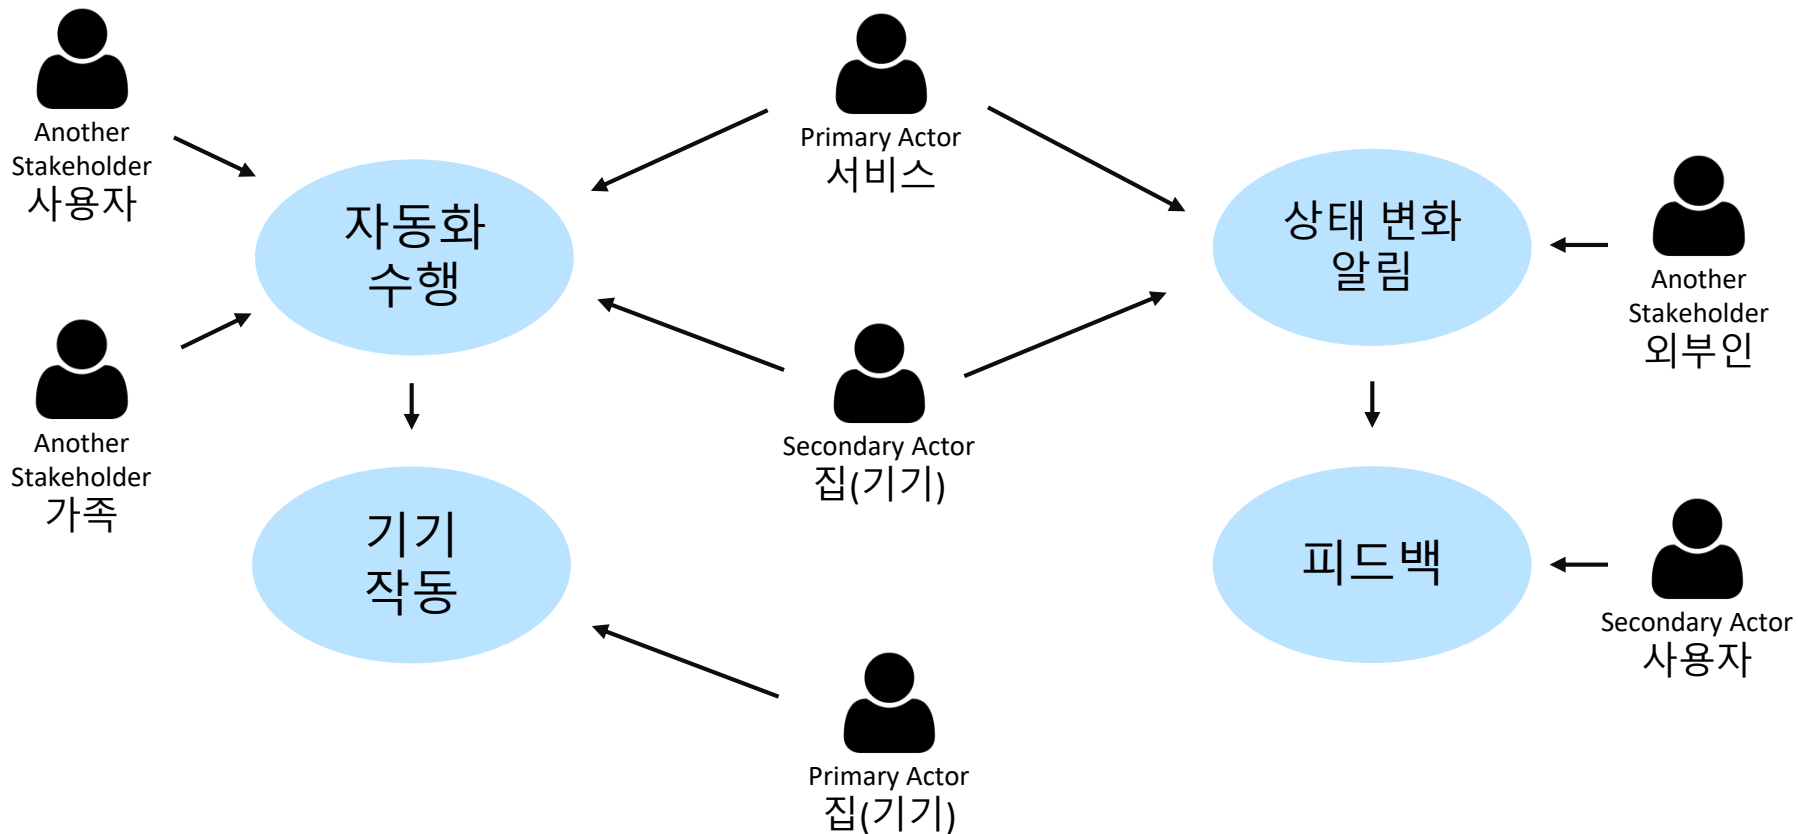 Another
Stakeholder
사용자
Primary Actor
서비스
자동화
수행
상태 변화
알림
Another
Stakeholder
외부인
Another
Stakeholder
가족
Secondary Actor
집(기기)
기기
작동
피드백
Secondary Actor
사용자
Primary Actor
집(기기)